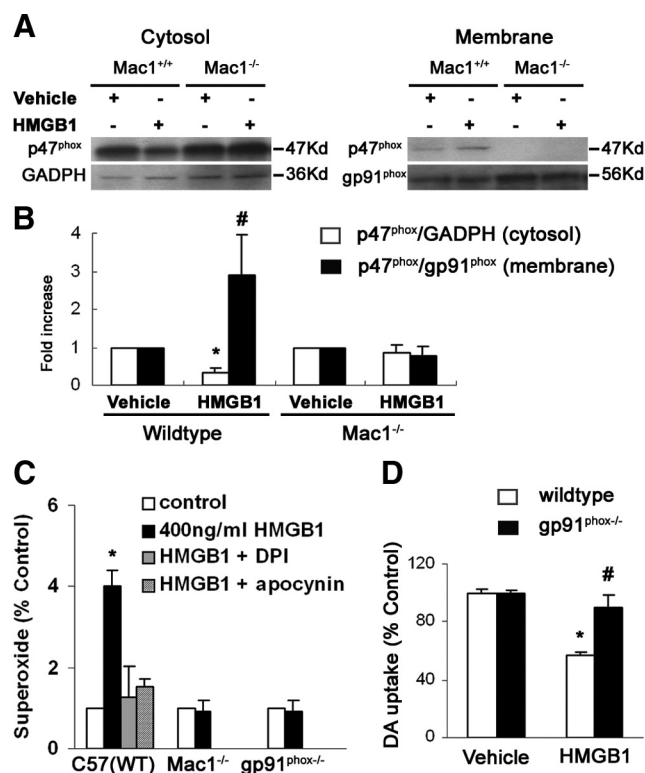 A
Cytosol
Membrane
Mac1+/+ Mac1-/- Mac1+/+ Mac1-/-
Vehicle + - + - + - + -
HMGB1 - + - + - + - +
p47phox -47Kd p47phox -47Kd
GADPH -36Kd gp91phox -56Kd
B
Fold increase
4
3
2
1
0
p47phox/GADPH (cytosol)
p47phox/gp91phox (membrane)
*
#
Vehicle HMGB1 Vehicle HMGB1
Wildtype Mac1-/-
C
Superoxide (% Control)
6
4
2
0
control
400ng/ml HMGB1
HMGB1 + DPI
HMGB1 + apocynin
*
C57(WT) Mac1-/- gp91phox-/-
D
wildtype
gp91phox-/-
DA uptake (% Control)
120
80
40
0
*
#
Vehicle HMGB1